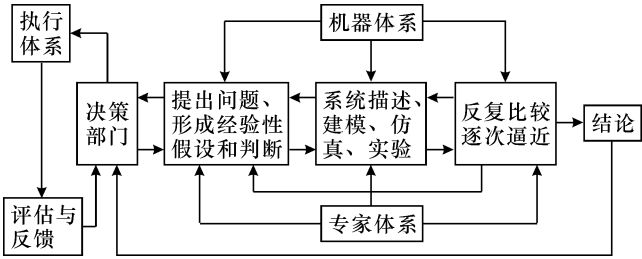 执行
体系
机器体系
决策
部门
提出问题、
形成经验性
假设和判断
系统描述、
建模、仿
真、实验
反复比较
逐次逼近
结论
评估与
反馈
专家体系